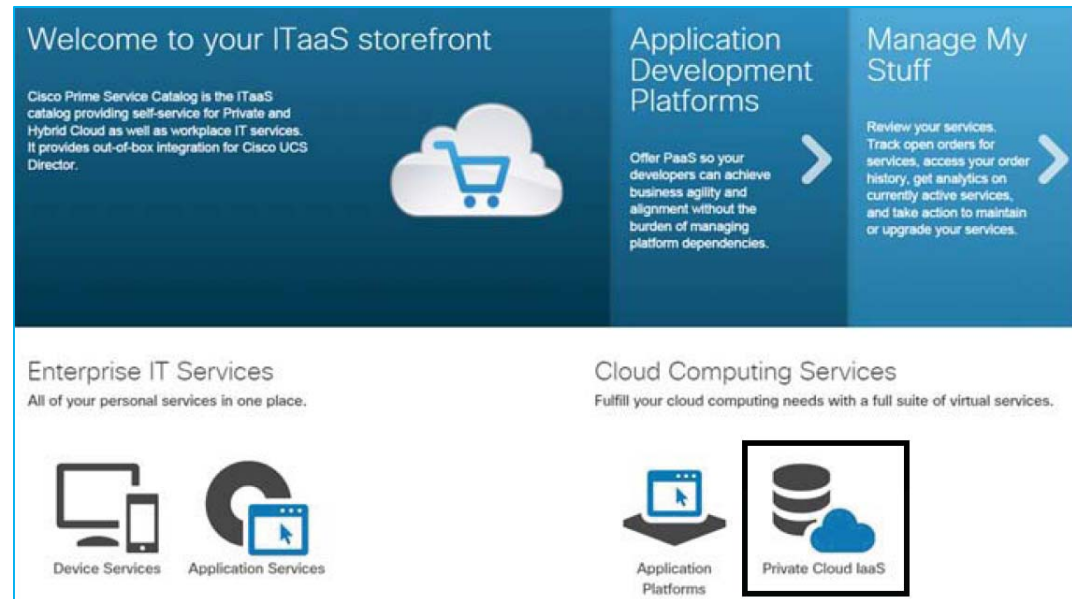 Welcome to your ITaaS storefront
Cisco Prime Service Catalog is the ITaaS
catalog providing self-service for Private and
Hybrid Cloud as well as workplace IT services.
It provides out-of-box integration for Cisco UCS
Director.
Application
Development
Platforms
Offer PaaS so your
developers can achieve
business agility and
alignment without the
burden of managing
platform dependencies.
Manage My
Stuff
Review your services.
Track open orders for
services, access your order
history, get analytics on
currently active services,
and take action to maintain
or upgrade your services.
Enterprise IT Services
All of your personal services in one place.
Device Services
Application Services
Cloud Computing Services
Fulfill your cloud computing needs with a full suite of virtual services.
Application
Platforms
Private Cloud IaaS